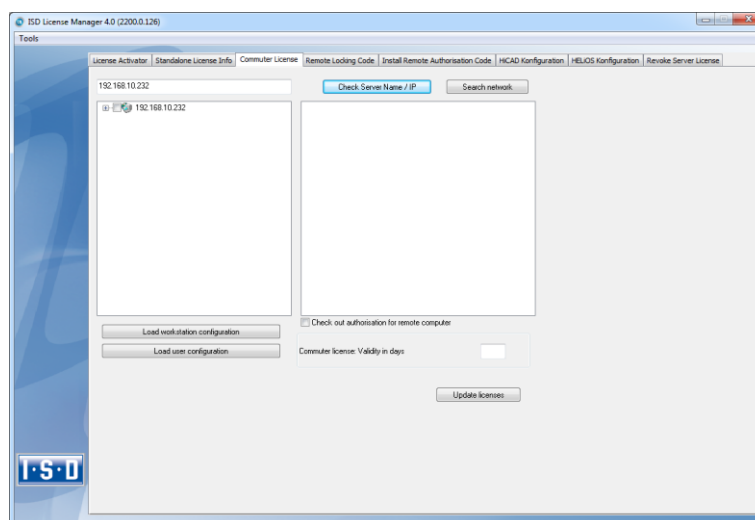 ISD License Manager 4.0 (2200.0.126)
Tools
License Activator Standalone License Info Commuter License Remote Locking Code Install Remote Authorisation Code HiCAD Konfiguration HELiOS Konfiguration Revoke Server License
192.168.10.232 Check Server Name / IP Search network
192.168.10.232
Check out authorisation for remote computer
Load workstation configuration
Load user configuration Commuter license: Validity in days
Update licenses
I·S·D